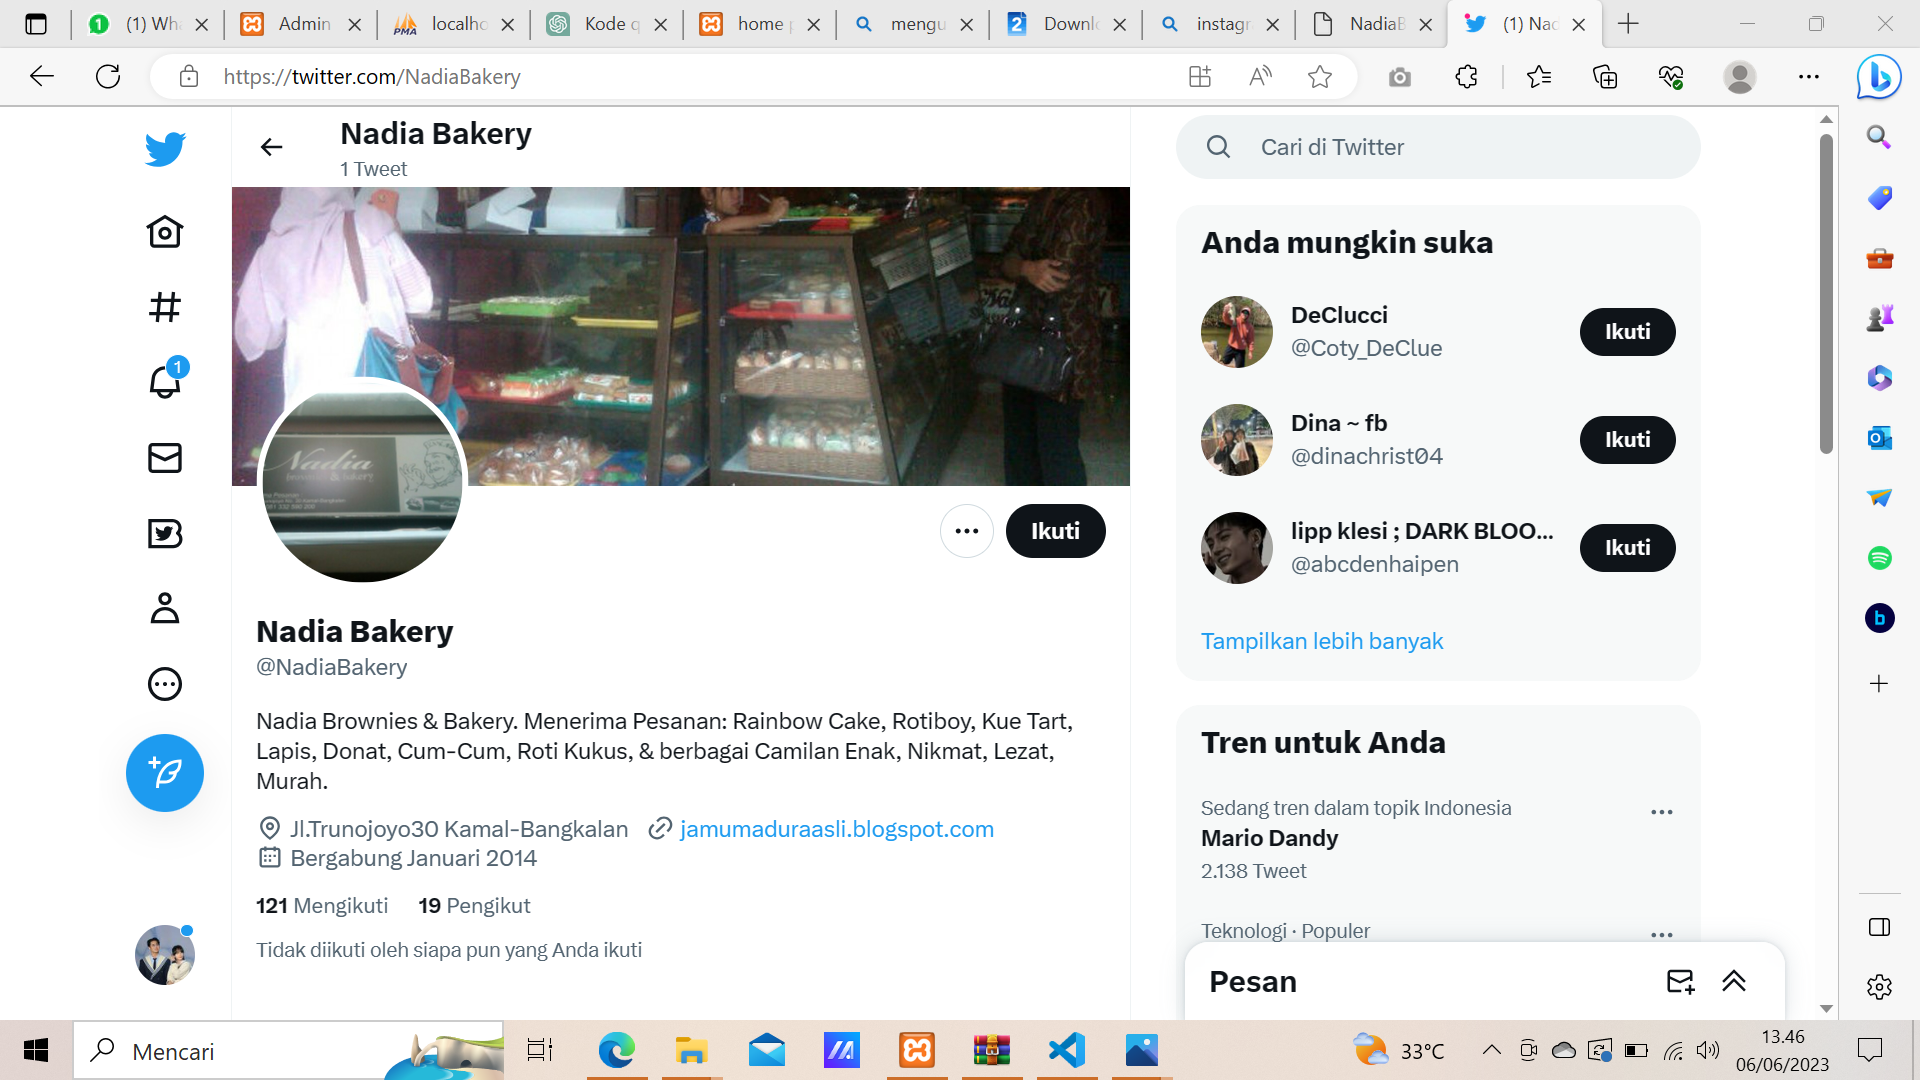 (1) Wh
Admin
localho
Kode q
home p
mengu
Downl
instagr
NadiaB
(1) Nad
https://twitter.com/NadiaBakery
Nadia Bakery
1 Tweet
Cari di Twitter
Anda mungkin suka
DeClucci
@Coty_DeClue
Ikuti
Dina ~ fb
@dinachrist04
Ikuti
lipp klesi ; DARK BLOO...
@abcdenhaipen
Ikuti
Tampilkan lebih banyak
1
Nadia
Ikuti
Nadia Bakery
@NadiaBakery
Nadia Brownies & Bakery. Menerima Pesanan: Rainbow Cake, Rotiboy, Kue Tart,
Lapis, Donat, Cum-Cum, Roti Kukus, & berbagai Camilan Enak, Nikmat, Lezat,
Murah.
Jl.Trunojoyo30 Kamal-Bangkalan jamumaduraasli.blogspot.com
Bergabung Januari 2014
121 Mengikuti 19 Pengikut
Tidak diikuti oleh siapa pun yang Anda ikuti
Tren untuk Anda
Sedang tren dalam topik Indonesia
Mario Dandy
2.138 Tweet
Teknologi · Populer
Pesan
Mencari
33°C
13.46
06/06/2023